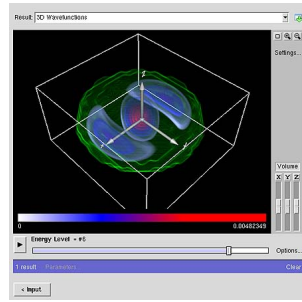 Result: 3D Wavefunctions
Settings...
Z
Volume
X Y Z
0
0.00482349
Energy Level - #6
Options...
1 result
Parameters...
Clear
< Input